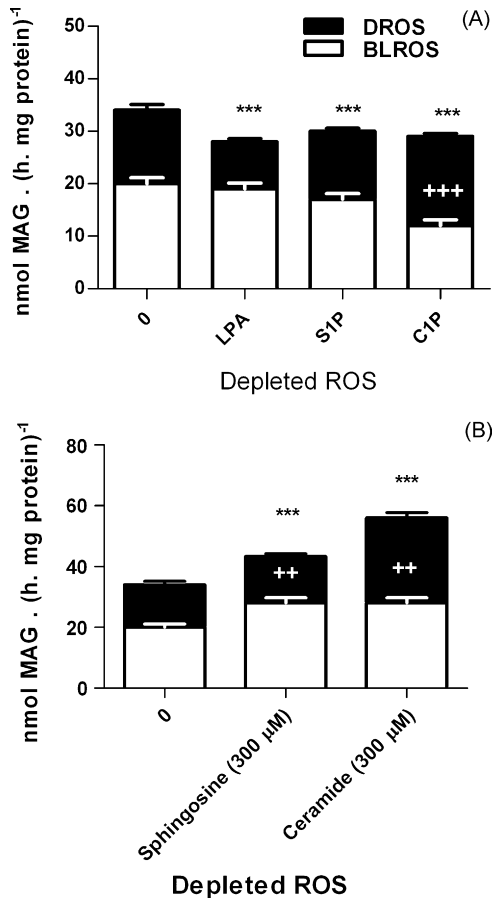 (A)
DROS
BLROS
nmol MAG . (h. mg protein)-1
50
40
30
20
10
0
***
***
***
+++
0
LPA
S1P
C1P
Depleted ROS
(B)
nmol MAG . (h. mg protein)-1
80
60
40
20
0
***
***
++
++
0
Sphingosine (300 µM)
Ceramide (300 µM)
Depleted ROS